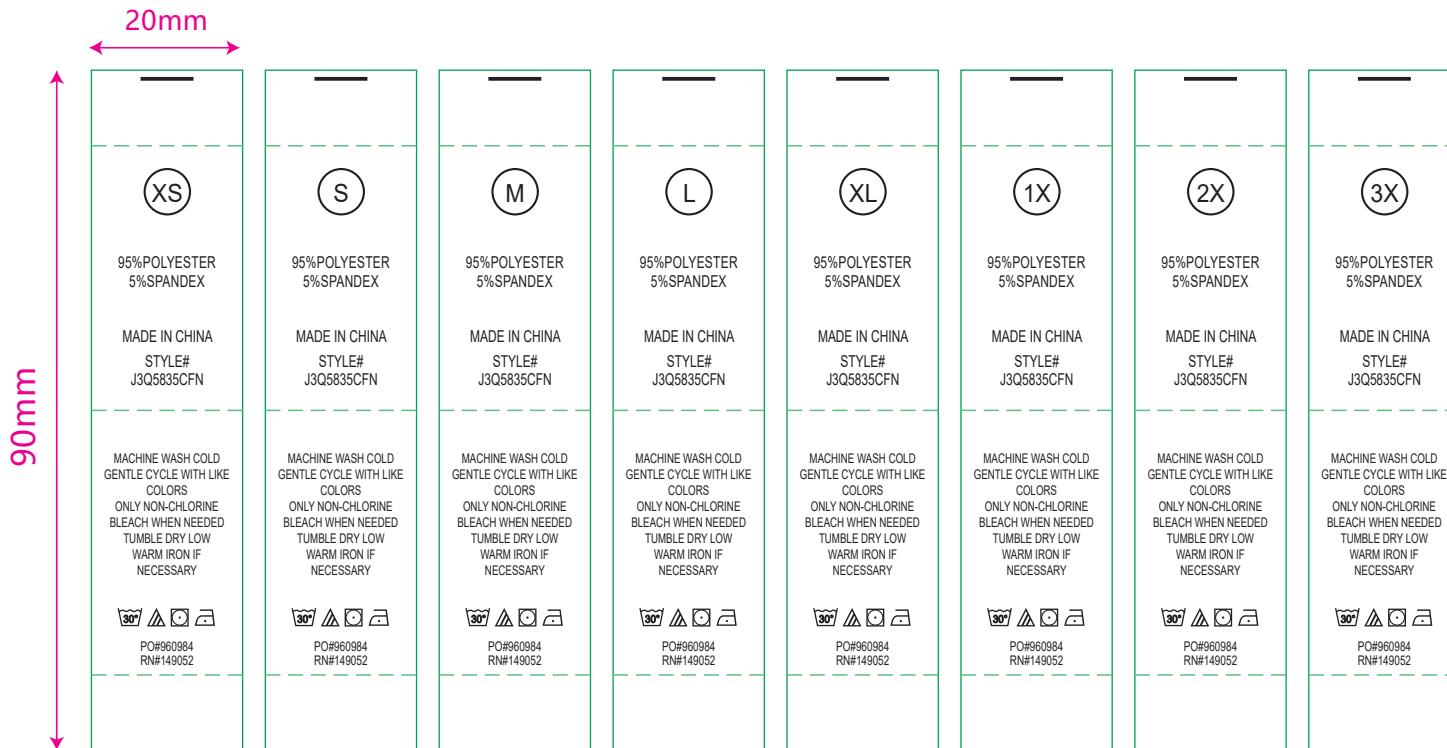 20mm
90mm
XS
95%POLYESTER
5%SPANDEX
MADE IN CHINA
STYLE#
J3Q5835CFN
MACHINE WASH COLD
GENTLE CYCLE WITH LIKE
COLORS
ONLY NON-CHLORINE
BLEACH WHEN NEEDED
TUMBLE DRY LOW
WARM IRON IF
NECESSARY
30°
PO#960984
RN#149052
S
95%POLYESTER
5%SPANDEX
MADE IN CHINA
STYLE#
J3Q5835CFN
MACHINE WASH COLD
GENTLE CYCLE WITH LIKE
COLORS
ONLY NON-CHLORINE
BLEACH WHEN NEEDED
TUMBLE DRY LOW
WARM IRON IF
NECESSARY
30°
PO#960984
RN#149052
M
95%POLYESTER
5%SPANDEX
MADE IN CHINA
STYLE#
J3Q5835CFN
MACHINE WASH COLD
GENTLE CYCLE WITH LIKE
COLORS
ONLY NON-CHLORINE
BLEACH WHEN NEEDED
TUMBLE DRY LOW
WARM IRON IF
NECESSARY
30°
PO#960984
RN#149052
L
95%POLYESTER
5%SPANDEX
MADE IN CHINA
STYLE#
J3Q5835CFN
MACHINE WASH COLD
GENTLE CYCLE WITH LIKE
COLORS
ONLY NON-CHLORINE
BLEACH WHEN NEEDED
TUMBLE DRY LOW
WARM IRON IF
NECESSARY
30°
PO#960984
RN#149052
XL
95%POLYESTER
5%SPANDEX
MADE IN CHINA
STYLE#
J3Q5835CFN
MACHINE WASH COLD
GENTLE CYCLE WITH LIKE
COLORS
ONLY NON-CHLORINE
BLEACH WHEN NEEDED
TUMBLE DRY LOW
WARM IRON IF
NECESSARY
30°
PO#960984
RN#149052
1X
95%POLYESTER
5%SPANDEX
MADE IN CHINA
STYLE#
J3Q5835CFN
MACHINE WASH COLD
GENTLE CYCLE WITH LIKE
COLORS
ONLY NON-CHLORINE
BLEACH WHEN NEEDED
TUMBLE DRY LOW
WARM IRON IF
NECESSARY
30°
PO#960984
RN#149052
2X
95%POLYESTER
5%SPANDEX
MADE IN CHINA
STYLE#
J3Q5835CFN
MACHINE WASH COLD
GENTLE CYCLE WITH LIKE
COLORS
ONLY NON-CHLORINE
BLEACH WHEN NEEDED
TUMBLE DRY LOW
WARM IRON IF
NECESSARY
30°
PO#960984
RN#149052
3X
95%POLYESTER
5%SPANDEX
MADE IN CHINA
STYLE#
J3Q5835CFN
MACHINE WASH COLD
GENTLE CYCLE WITH LIKE
COLORS
ONLY NON-CHLORINE
BLEACH WHEN NEEDED
TUMBLE DRY LOW
WARM IRON IF
NECESSARY
30°
PO#960984
RN#149052